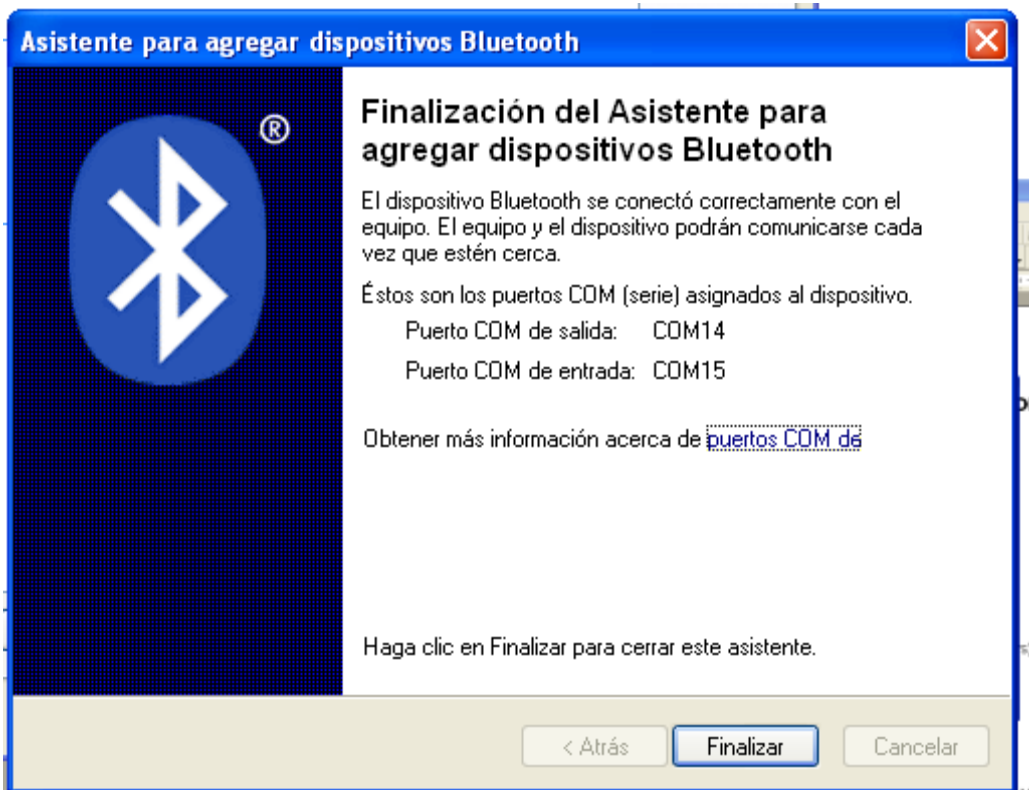 Asistente para agregar dispositivos Bluetooth
®
Finalización del Asistente para
agregar dispositivos Bluetooth
El dispositivo Bluetooth se conectó correctamente con el
equipo. El equipo y el dispositivo podrán comunicarse cada
vez que estén cerca.
Éstos son los puertos COM (serie) asignados al dispositivo.
Puerto COM de salida: COM14
Puerto COM de entrada: COM15
Obtener más información acerca de puertos COM de
Haga clic en Finalizar para cerrar este asistente.
< Atrás Finalizar Cancelar